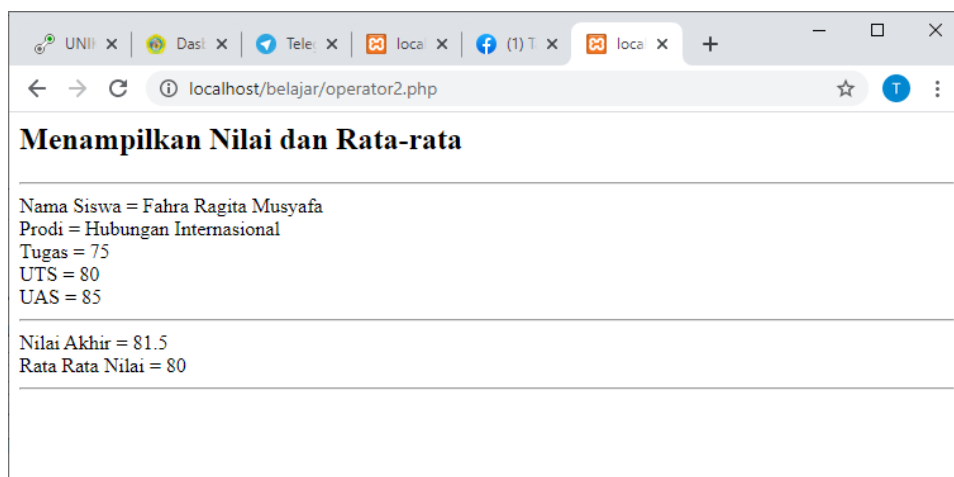 UNI
Das
Tele
local
(1) T
local
localhost/belajar/operator2.php
T
Menampilkan Nilai dan Rata-rata
Nama Siswa = Fahra Ragita Musyafa
Prodi = Hubungan Internasional
Tugas = 75
UTS = 80
UAS = 85
Nilai Akhir = 81.5
Rata Rata Nilai = 80